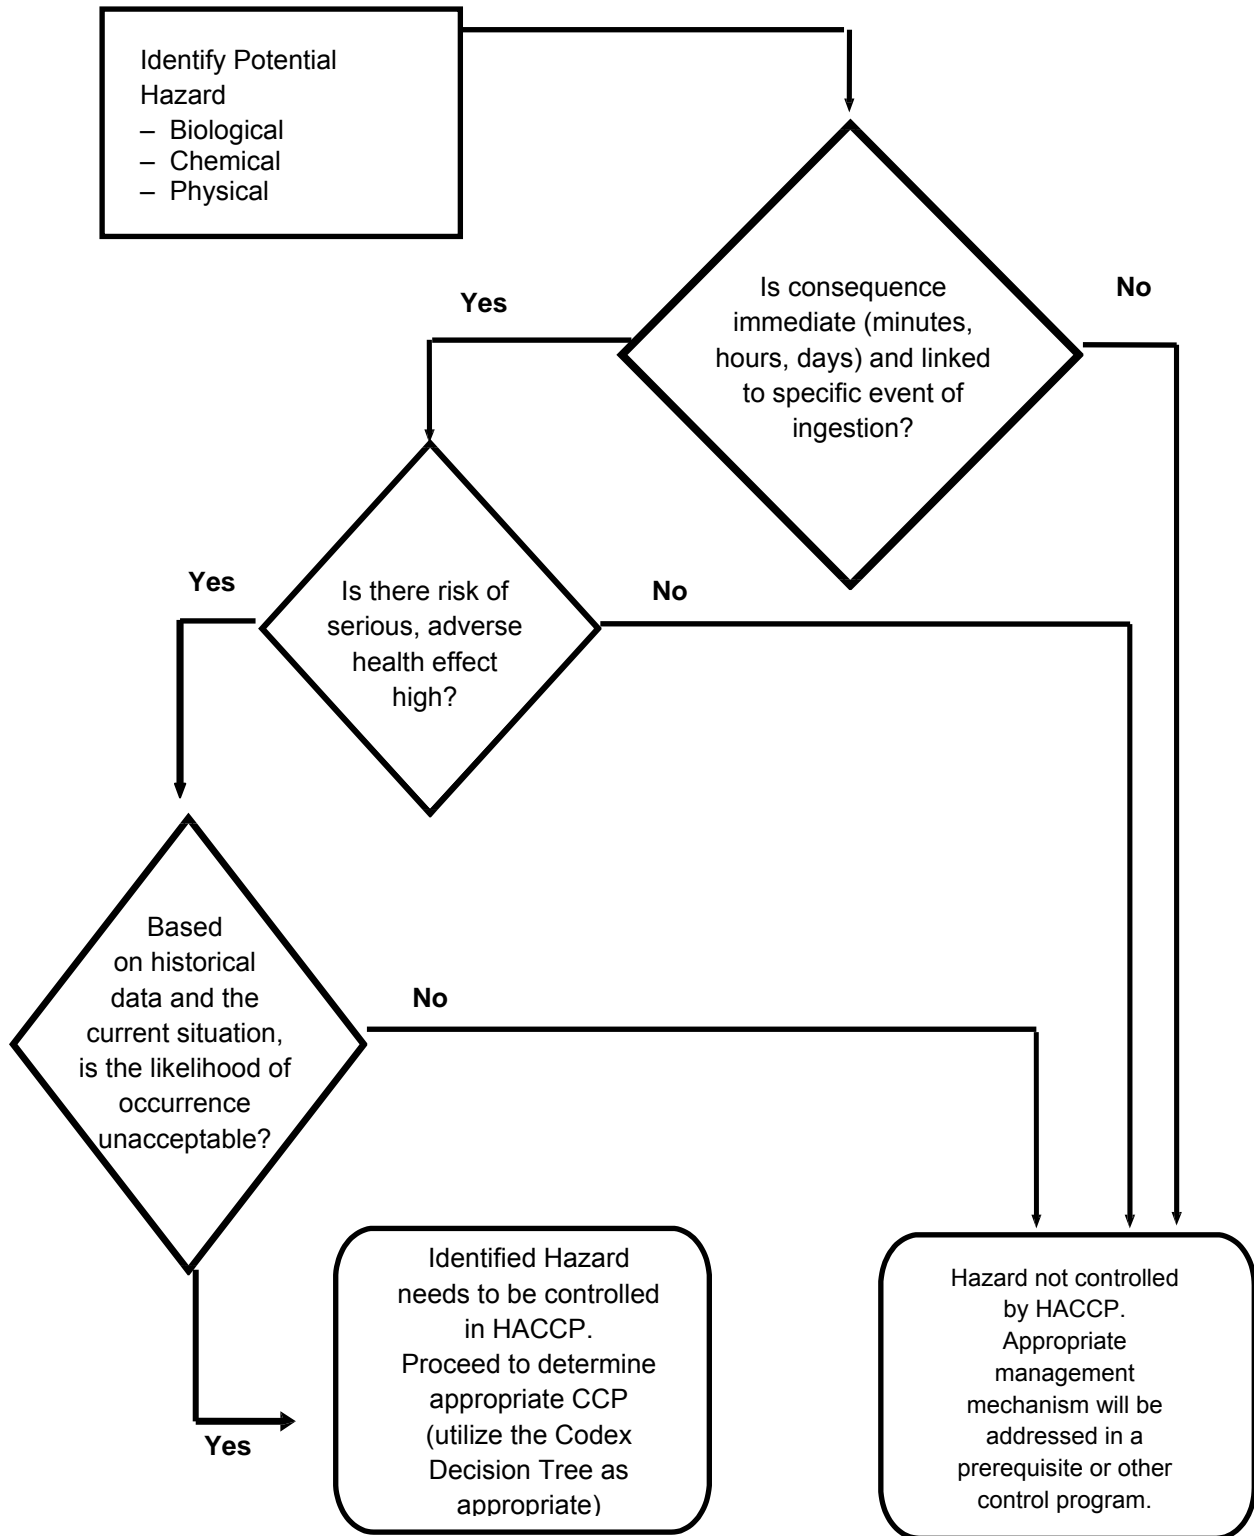 Identify Potential
Hazard
– Biological
– Chemical
– Physical
Is consequence
immediate (minutes,
hours, days) and linked
to specific event of
ingestion?
No
Yes
Is there risk of
serious, adverse
health effect
high?
Yes
No
Based
on historical
data and the
current situation,
is the likelihood of
occurrence
unacceptable?
No
Yes
Identified Hazard
needs to be controlled
in HACCP.
Proceed to determine
appropriate CCP
(utilize the Codex
Decision Tree as
appropriate)
Hazard not controlled
by HACCP.
Appropriate
management
mechanism will be
addressed in a
prerequisite or other
control program.